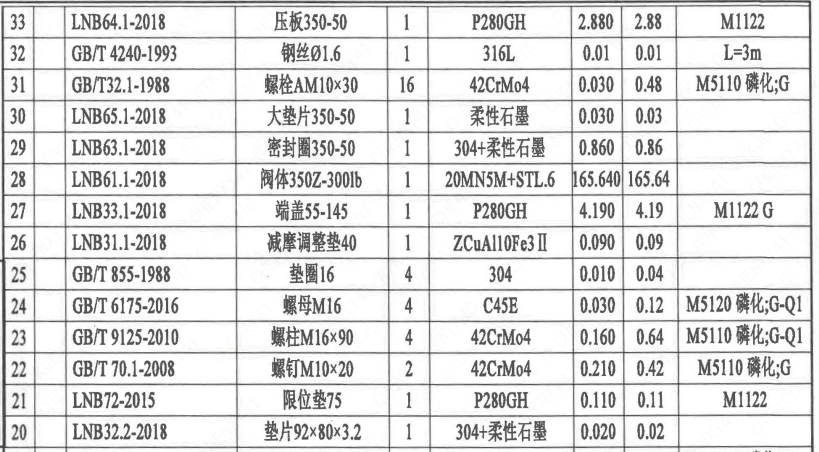 33 LNB64.1-2018 压板350-50 1 P280GH 2.880 2.88 M1122
32 GB/T 4240-1993 钢丝Ø1.6 1 316L 0.01 0.01 L=3m
31 GB/T32.1-1988 螺栓AM10×30 16 42CrMo4 0.030 0.48 M5110 磷化;G
30 LNB65.1-2018 大垫片350-50 1 柔性石墨 0.030 0.03
29 LNB63.1-2018 密封圈350-50 1 304+柔性石墨 0.860 0.86
28 LNB61.1-2018 阀体350Z-300lb 1 20MN5M+STL.6 165.640 165.64
27 LNB33.1-2018 端盖55-145 1 P280GH 4.190 4.19 M1122 G
26 LNB31.1-2018 减摩调整垫40 1 ZCuAl10Fe3Ⅱ 0.090 0.09
25 GB/T 855-1988 垫圈16 4 304 0.010 0.04
24 GB/T 6175-2016 螺母M16 4 C45E 0.030 0.12 M5120 磷化;G-Q1
23 GB/T 9125-2010 螺柱M16×90 4 42CrMo4 0.160 0.64 M5110 磷化;G-Q1
22 GB/T 70.1-2008 螺钉M10×20 2 42CrMo4 0.210 0.42 M5110 磷化;G
21 LNB72-2015 限位垫75 1 P280GH 0.110 0.11 M1122
20 LNB32.2-2018 垫片92×80×3.2 1 304+柔性石墨 0.020 0.02